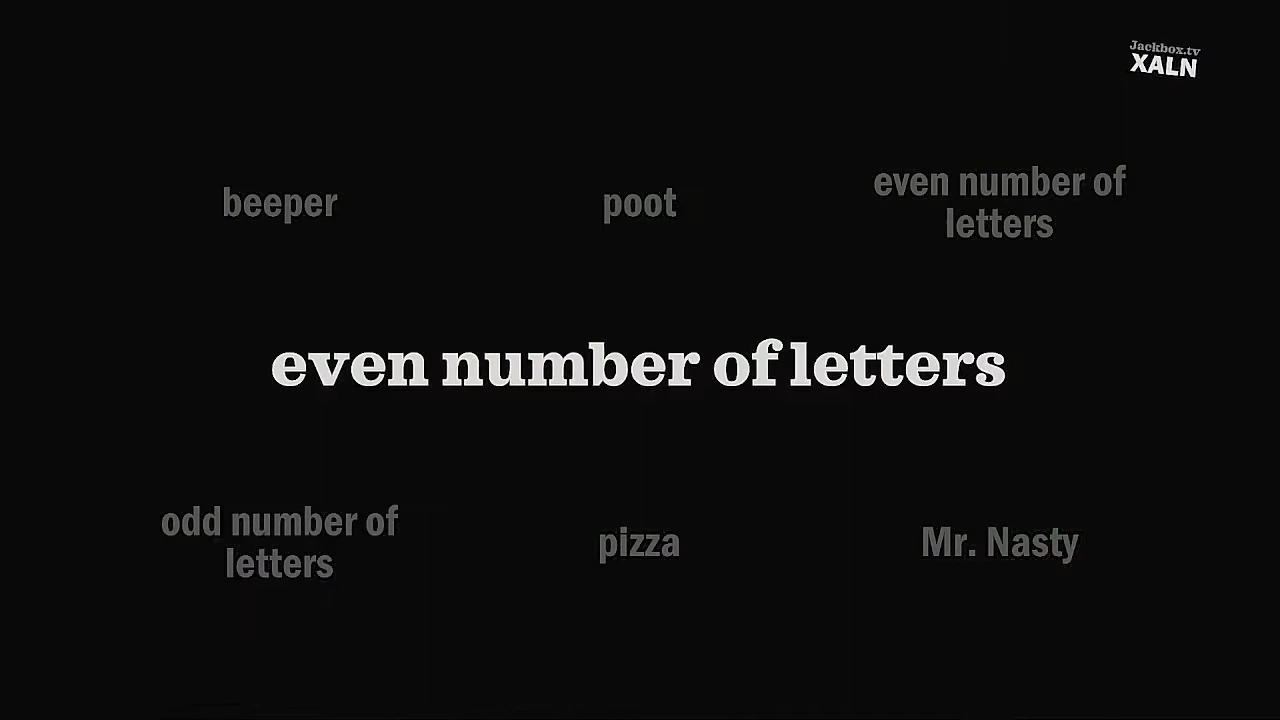 Jackbox.tv
XALN
beeper
poot
even number of
letters
even number of letters
odd number of
letters
pizza
Mr. Nasty